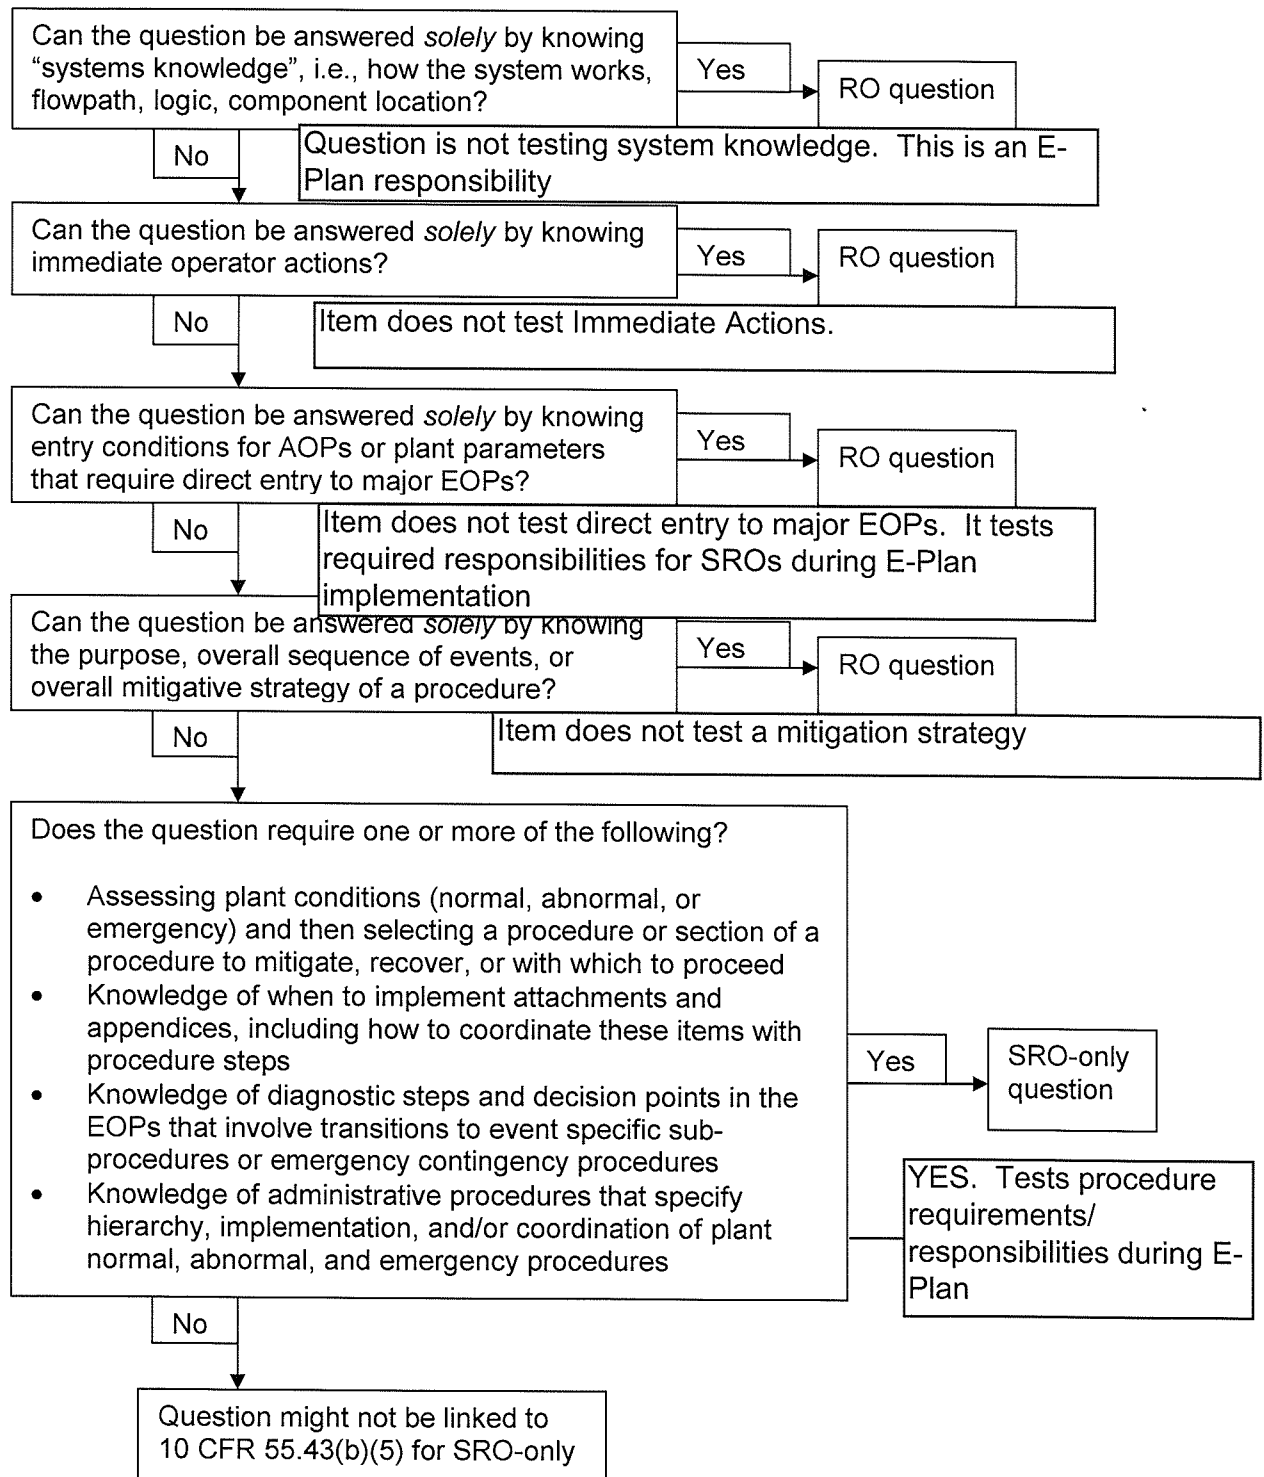 Can the question be answered solely by knowing
“systems knowledge”, i.e., how the system works,
flowpath, logic, component location?
Yes
RO question
No
Question is not testing system knowledge.  This is an E-
Plan responsibility
Can the question be answered solely by knowing
immediate operator actions?
Yes
RO question
No
Item does not test Immediate Actions.
Can the question be answered solely by knowing
entry conditions for AOPs or plant parameters
that require direct entry to major EOPs?
Yes
RO question
No
Item does not test direct entry to major EOPs.  It tests
required responsibilities for SROs during E-Plan
implementation
Can the question be answered solely by knowing
the purpose, overall sequence of events, or
overall mitigative strategy of a procedure?
Yes
RO question
No
Item does not test a mitigation strategy
Does the question require one or more of the following?
• Assessing plant conditions (normal, abnormal, or
emergency) and then selecting a procedure or section of a
procedure to mitigate, recover, or with which to proceed
• Knowledge of when to implement attachments and
appendices, including how to coordinate these items with
procedure steps
• Knowledge of diagnostic steps and decision points in the
EOPs that involve transitions to event specific sub-
procedures or emergency contingency procedures
• Knowledge of administrative procedures that specify
hierarchy, implementation, and/or coordination of plant
normal, abnormal, and emergency procedures
Yes
SRO-only
question
YES.  Tests procedure
requirements/
responsibilities during E-
Plan
No
Question might not be linked to
10 CFR 55.43(b)(5) for SRO-only